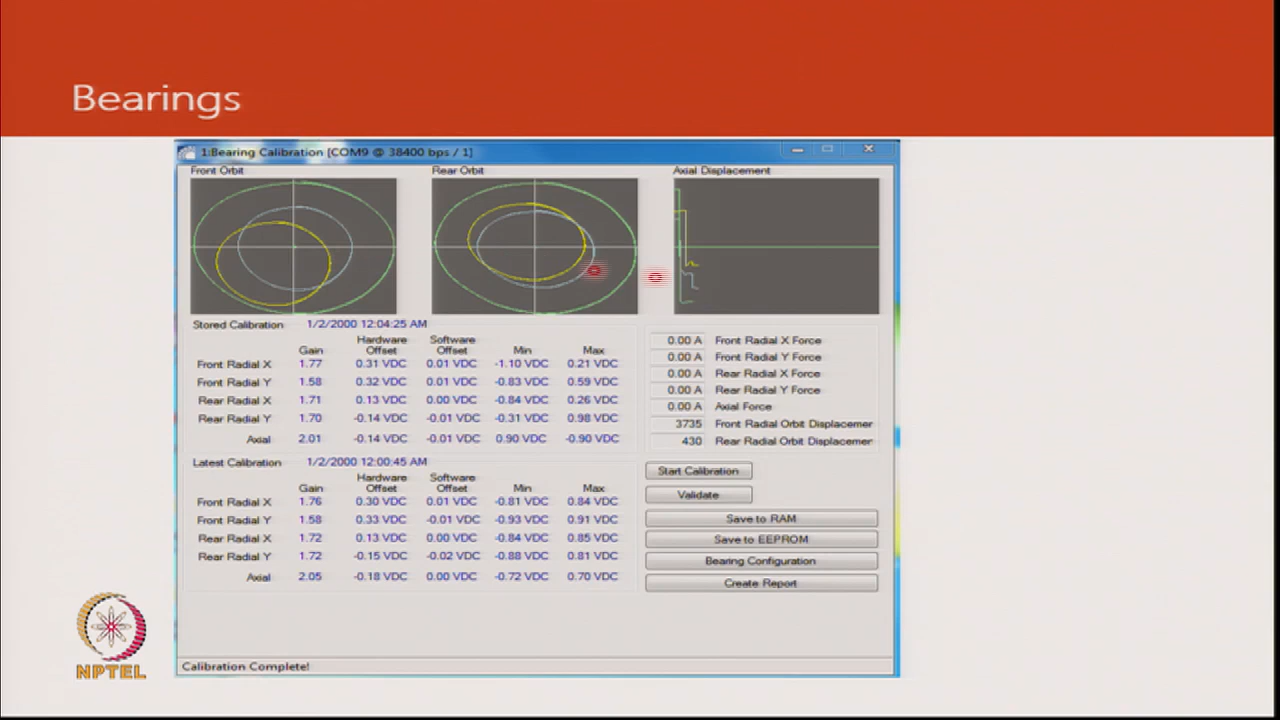 Bearings
1:Bearing Calibration [COM9 @ 38400 bps / 1]
Front Orbit Rear Orbit Axial Displacement
Stored Calibration 1/2/2000 12:04:25 AM
Gain Hardware Offset Software Offset Min Max
Front Radial X 1.77 0.31 VDC 0.01 VDC -1.10 VDC 0.21 VDC
Front Radial Y 1.58 0.32 VDC 0.01 VDC -0.83 VDC 0.59 VDC
Rear Radial X 1.71 0.13 VDC 0.00 VDC -0.84 VDC 0.26 VDC
Rear Radial Y 1.70 -0.14 VDC -0.01 VDC -0.31 VDC 0.98 VDC
Axial 2.01 -0.14 VDC -0.01 VDC 0.90 VDC -0.90 VDC
Latest Calibration 1/2/2000 12:00:45 AM
Gain Hardware Offset Software Offset Min Max
Front Radial X 1.76 0.30 VDC 0.01 VDC -0.81 VDC 0.84 VDC
Front Radial Y 1.58 0.33 VDC -0.01 VDC -0.93 VDC 0.91 VDC
Rear Radial X 1.72 0.13 VDC 0.00 VDC -0.84 VDC 0.85 VDC
Rear Radial Y 1.72 -0.15 VDC -0.02 VDC -0.88 VDC 0.81 VDC
Axial 2.05 -0.18 VDC 0.00 VDC -0.72 VDC 0.70 VDC
0.00 A Front Radial X Force
0.00 A Front Radial Y Force
0.00 A Rear Radial X Force
0.00 A Rear Radial Y Force
0.00 A Axial Force
3735 Front Radial Orbit Displacemer
430 Rear Radial Orbit Displacemer
Start Calibration
Validate
Save to RAM
Save to EEPROM
Bearing Configuration
Create Report
Calibration Complete!
NPTEL